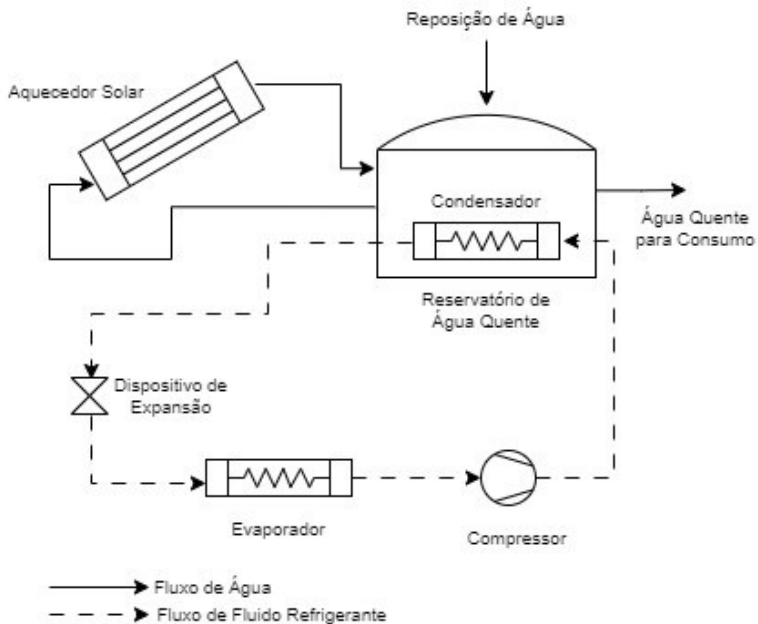 Reposição de Água
Aquecedor Solar
Condensador
Água Quente
para Consumo
Reservatório de
Água Quente
Dispositivo de
Expansão
Evaporador
Compressor
Fluxo de Água
Fluxo de Fluido Refrigerante